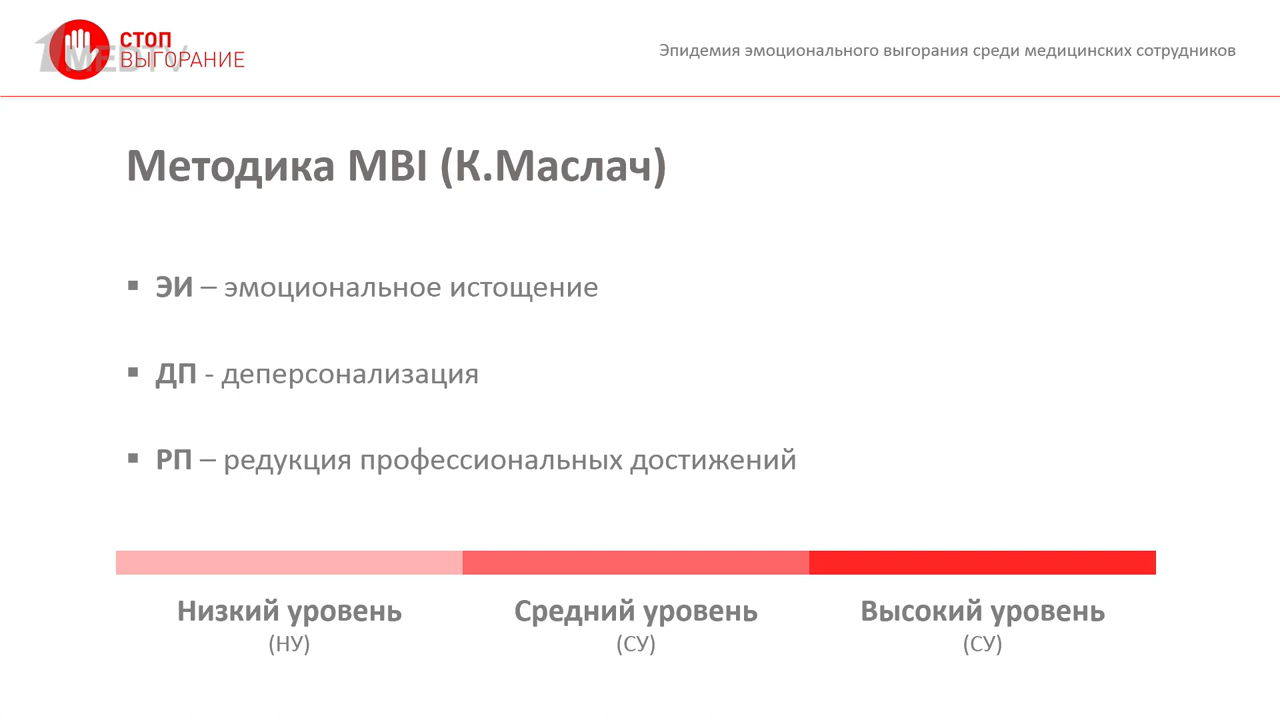 СТОП
ВЫГОРАНИЕ
1MEDTV
Эпидемия эмоционального выгорания среди медицинских сотрудников
Методика MBI (К.Маслач)
▪ ЭИ – эмоциональное истощение
▪ ДП - деперсонализация
▪ РП – редукция профессиональных достижений
Низкий уровень Средний уровень Высокий уровень
(НУ) (СУ) (СУ)